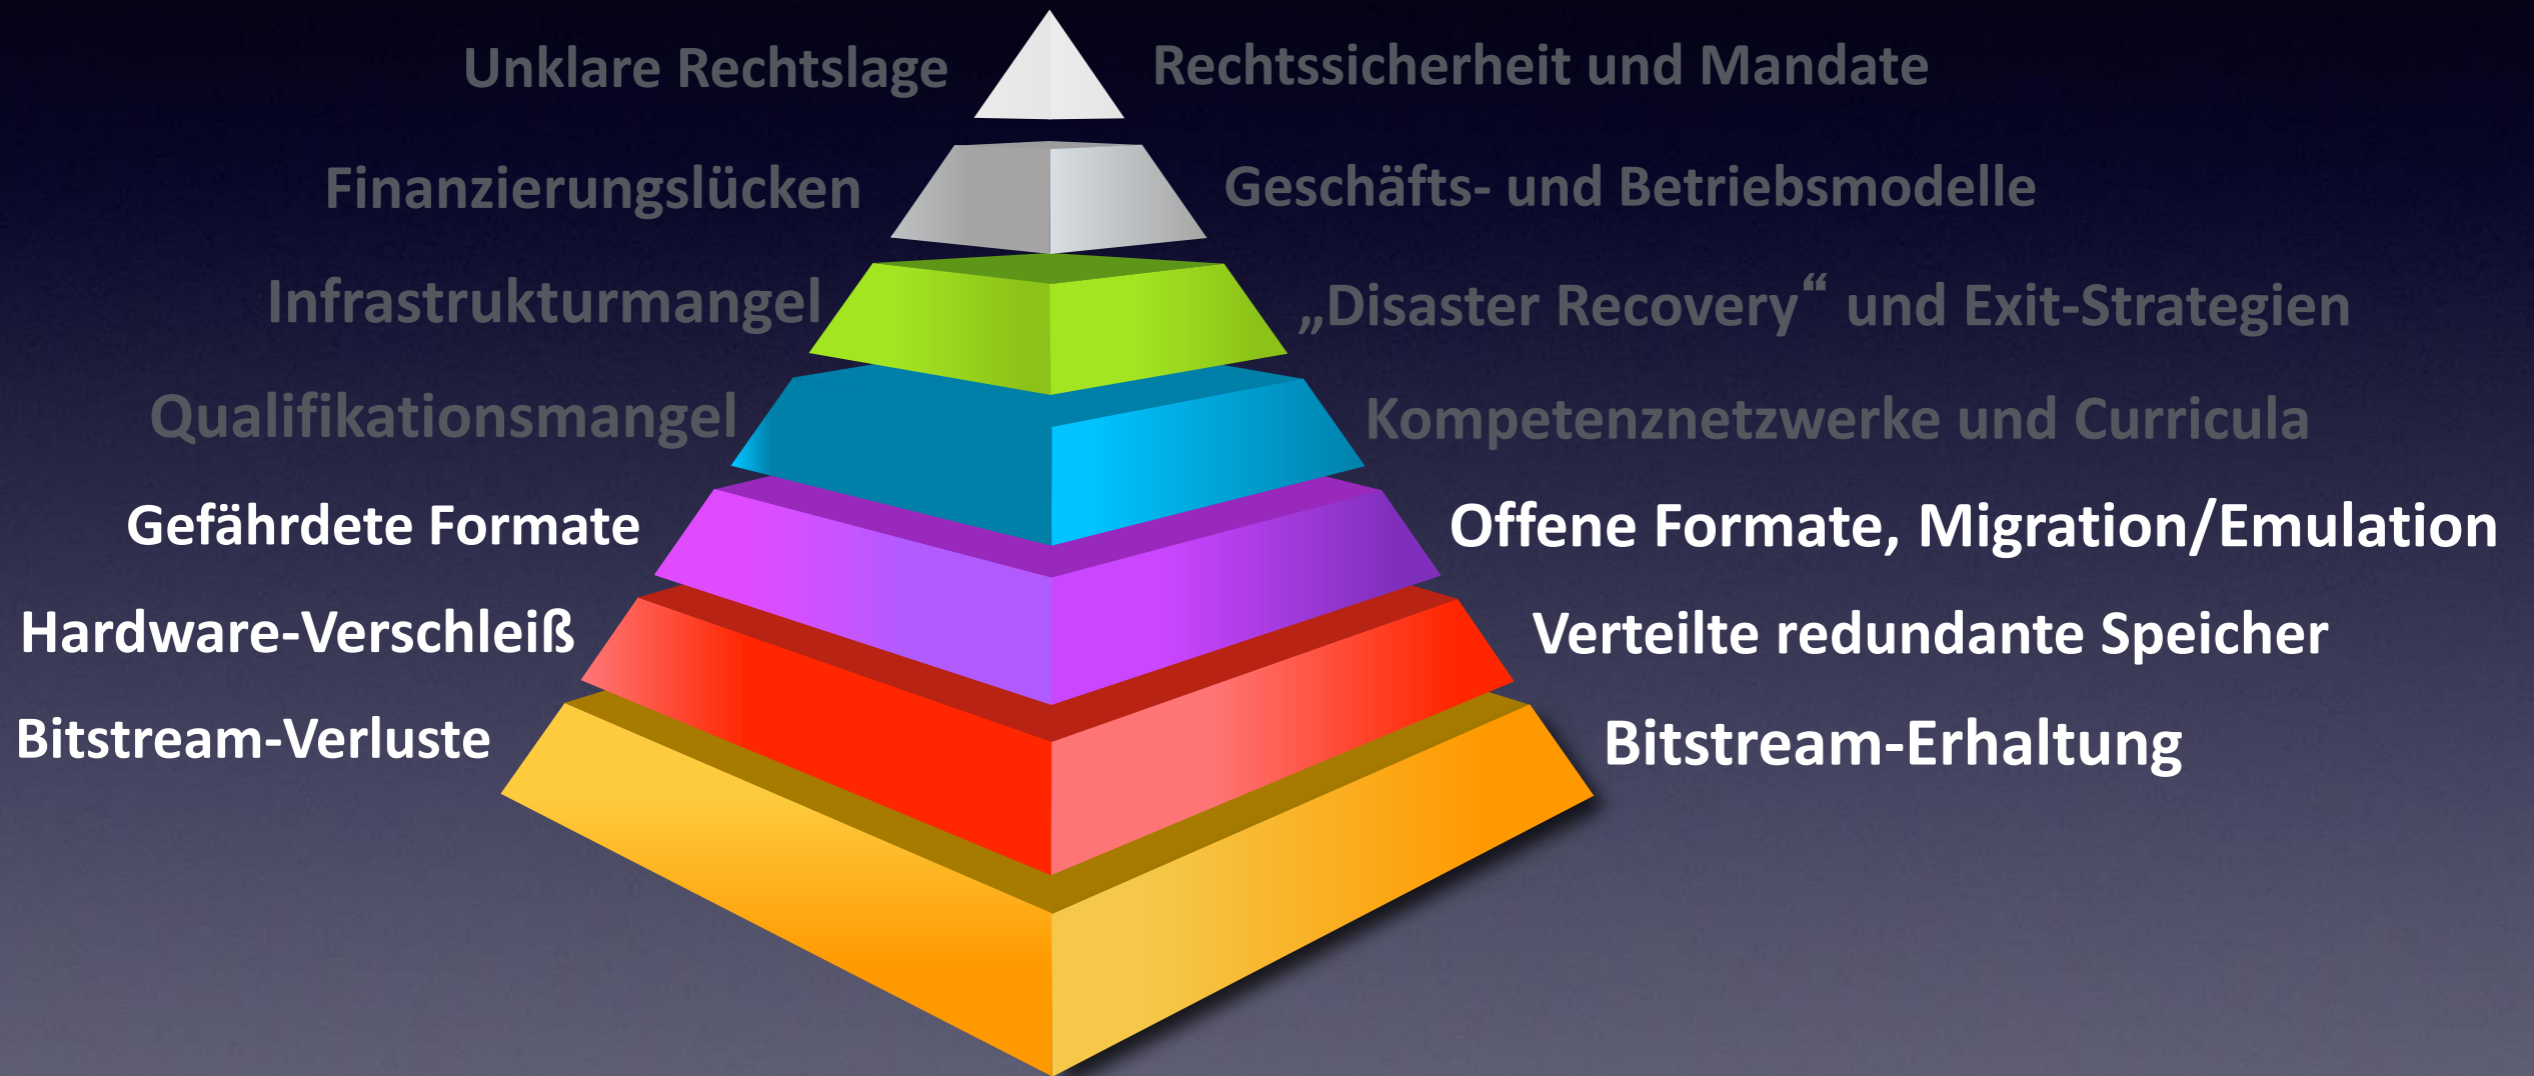 Unklare Rechtslage
Rechtssicherheit und Mandate
Finanzierungslücken
Geschäfts- und Betriebsmodelle
Infrastrukturmangel
„Disaster Recovery“ und Exit-Strategien
Qualifikationsmangel
Kompetenznetzwerke und Curricula
Gefährdete Formate
Offene Formate, Migration/Emulation
Hardware-Verschleiß
Verteilte redundante Speicher
Bitstream-Verluste
Bitstream-Erhaltung